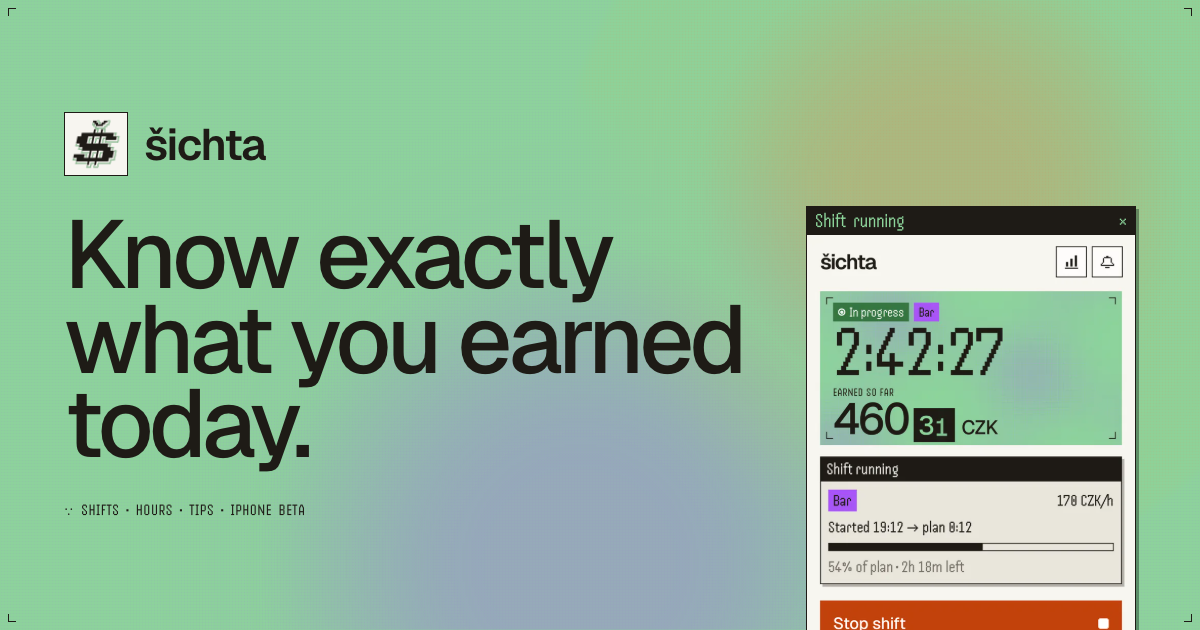 šichta
Know exactly
what you earned
today.
SHIFTS · HOURS · TIPS · IPHONE BETA
Shift running ×
šichta
In progress Bar
2:42:27
EARNED SO FAR
460 31 CZK
Shift running
Bar 170 CZK/h
Started 19:12 → plan 0:12
54% of plan · 2h 18m left
Stop shift